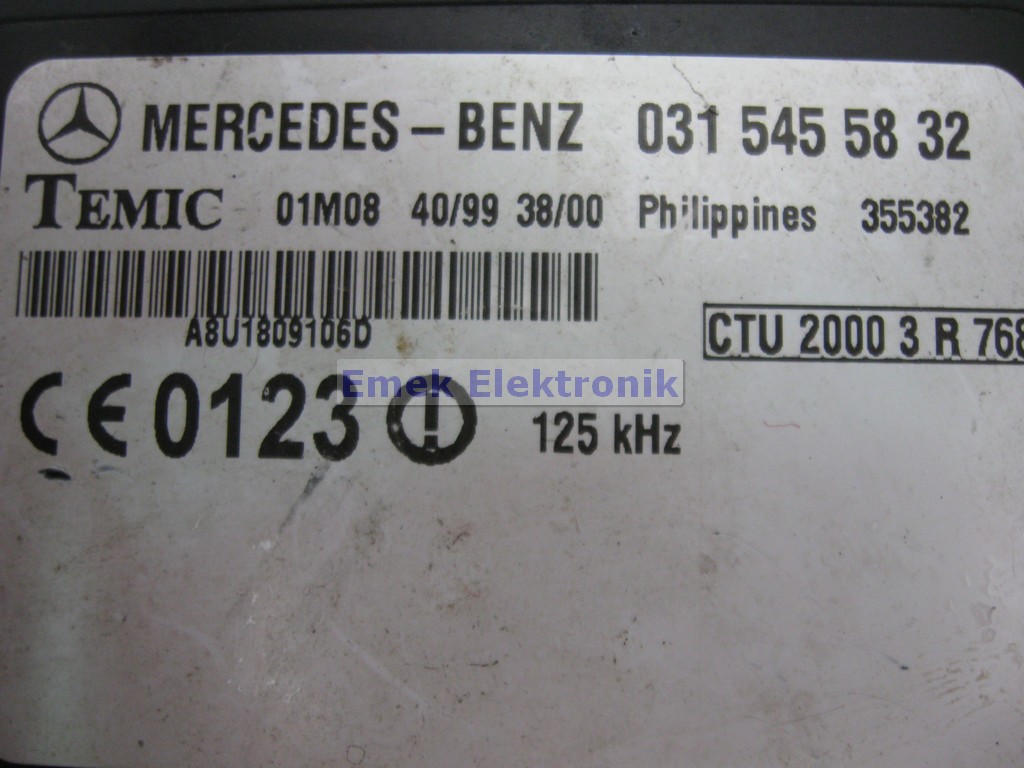 MERCEDES - BENZ 031 545 58 32
TEMIC 01M08 40/99 38/00 Philippines 355382
A8U1809106D
CTU 2000 3 R 768
Emek Elektronik
CE 0123 125 kHz